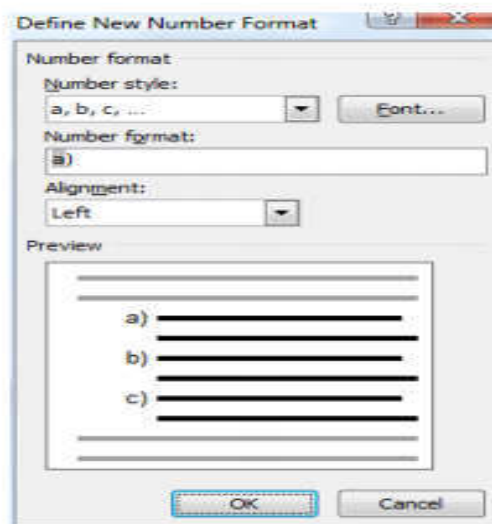 Define New Number Format
Number format
Number style:
a, b, c, ...
Font...
Number format:
a)
Alignment:
Left
Preview
a)
b)
c)
OK
Cancel